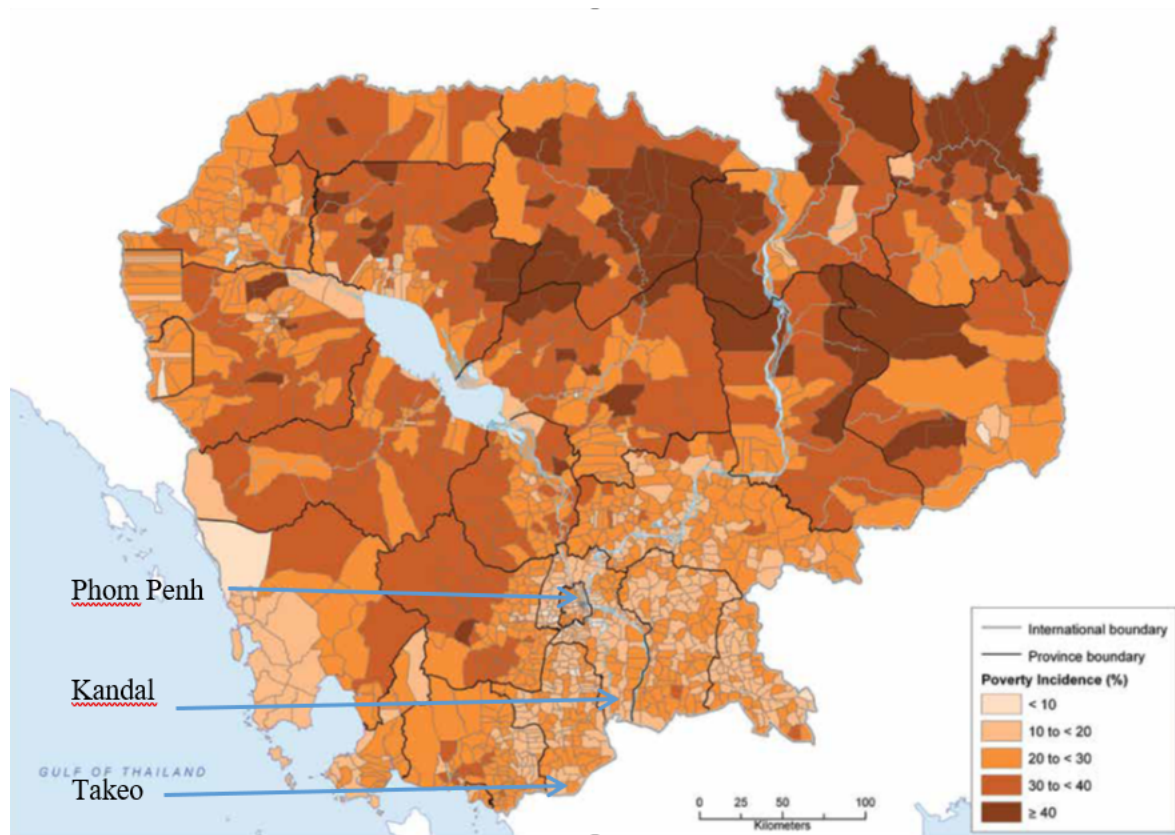 Phom Penh
Kandal
GULF OF THAILAND
Takeo
International boundary
Province boundary
Poverty Incidence (%)
< 10
10 to < 20
20 to < 30
30 to < 40
≥ 40
0 25 50 100
Kilometers